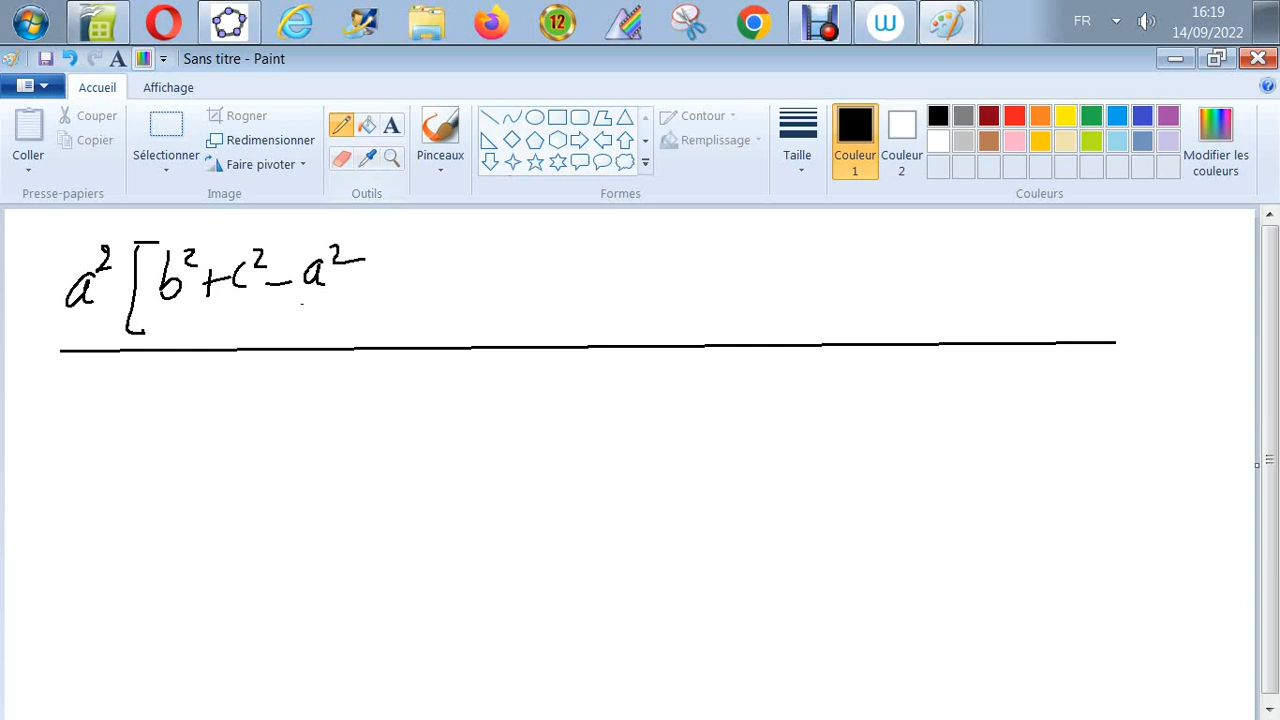 12
W
FR
16:19
14/09/2022
Sans titre - Paint
Accueil
Affichage
Coller
Couper
Copier
Presse-papiers
Sélectionner
Rogner
Redimensionner
Faire pivoter
Image
A
Outils
Pinceaux
Contour
Remplissage
Formes
Taille
Couleur 1
Couleur 2
Modifier les couleurs
Couleurs
a² [b² + c² - a²